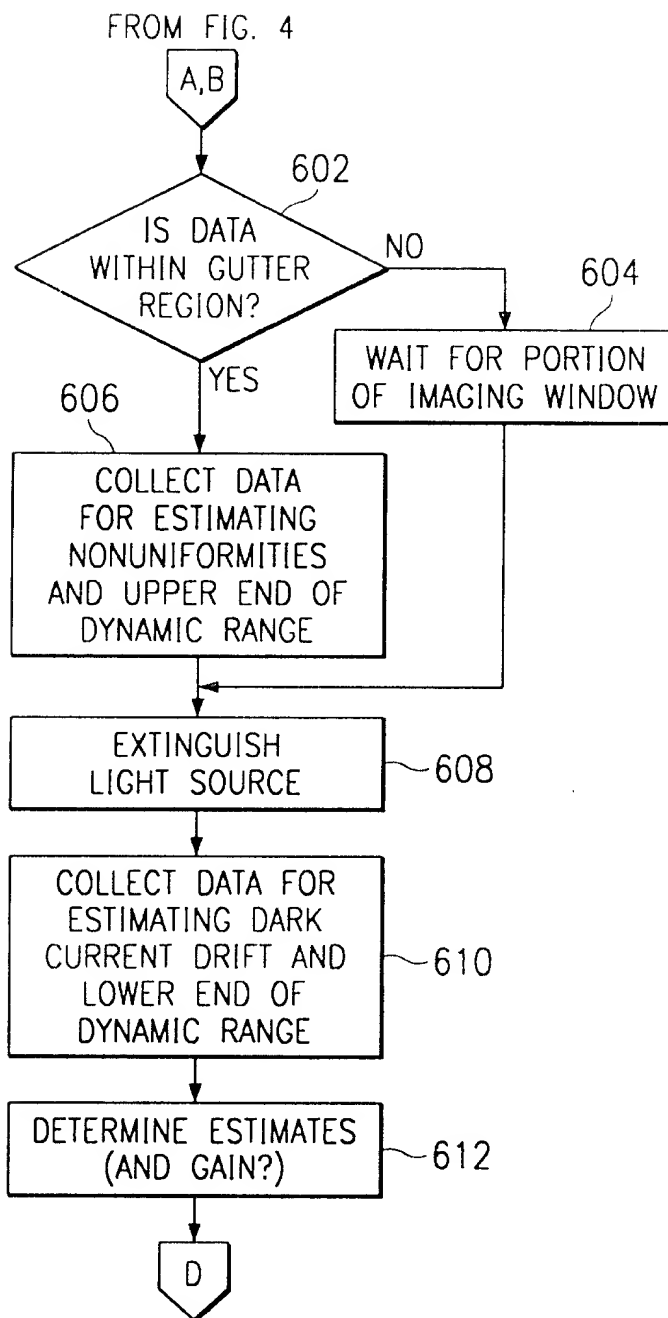 FROM FIG. 4
A,B
602
IS DATA
WITHIN GUTTER
REGION?
NO
604
WAIT FOR PORTION
OF IMAGING WINDOW
YES
606
COLLECT DATA
FOR ESTIMATING
NONUNIFORMITIES
AND UPPER END OF
DYNAMIC RANGE
EXTINGUISH
LIGHT SOURCE
608
COLLECT DATA FOR
ESTIMATING DARK
CURRENT DRIFT AND
LOWER END OF
DYNAMIC RANGE
610
DETERMINE ESTIMATES
(AND GAIN?)
612
D